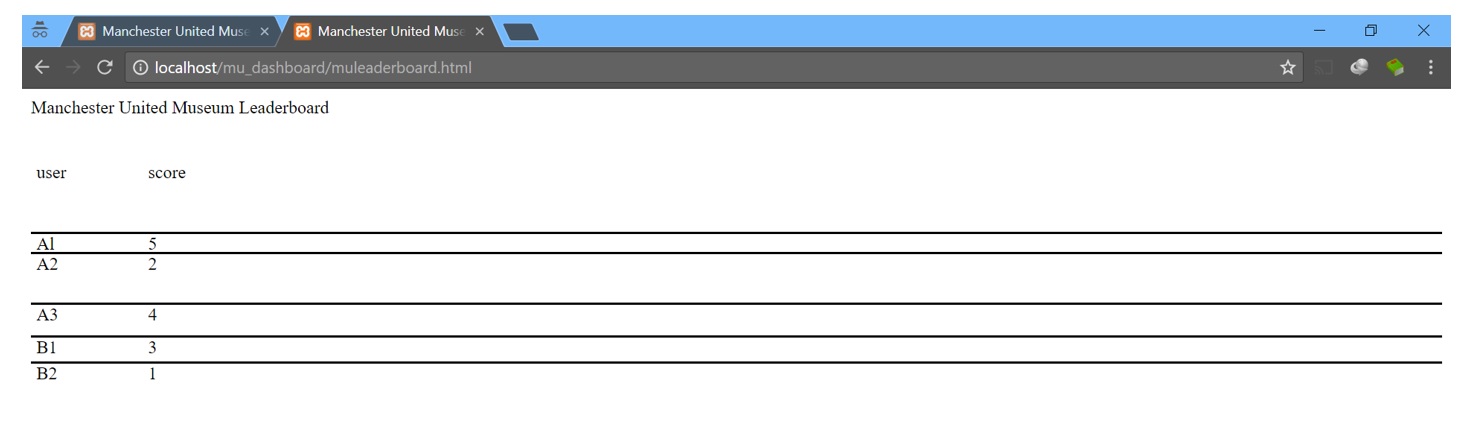 Manchester United Muse
Manchester United Muse
localhost/mu_dashboard/muleaderboard.html
Manchester United Museum Leaderboard
user score
Al 5
A2 2
A3 4
B1 3
B2 1